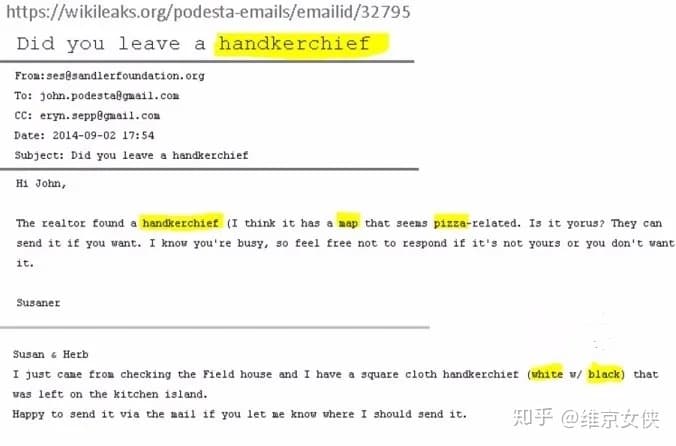 https://wikileaks.org/podesta-emails/emailid/32795
Did you leave a handkerchief
From:ses@sandlerfoundation.org
To: john.podesta@gmail.com
CC: eryn.sepp@gmail.com
Date: 2014-09-02 17:54
Subject: Did you leave a handkerchief
Hi John,
The realtor found a handkerchief (I think it has a map that seems pizza-related. Is it yorus? They can
send it if you want. I know you're busy, so feel free not to respond if it's not yours or you don't want
it.
Susaner
Susan & Herb
I just came from checking the Field house and I have a square cloth handkerchief (white w/ black) that
was left on the kitchen island.
Happy to send it via the mail if you let me know where I should send it.
知乎 @维京女侠